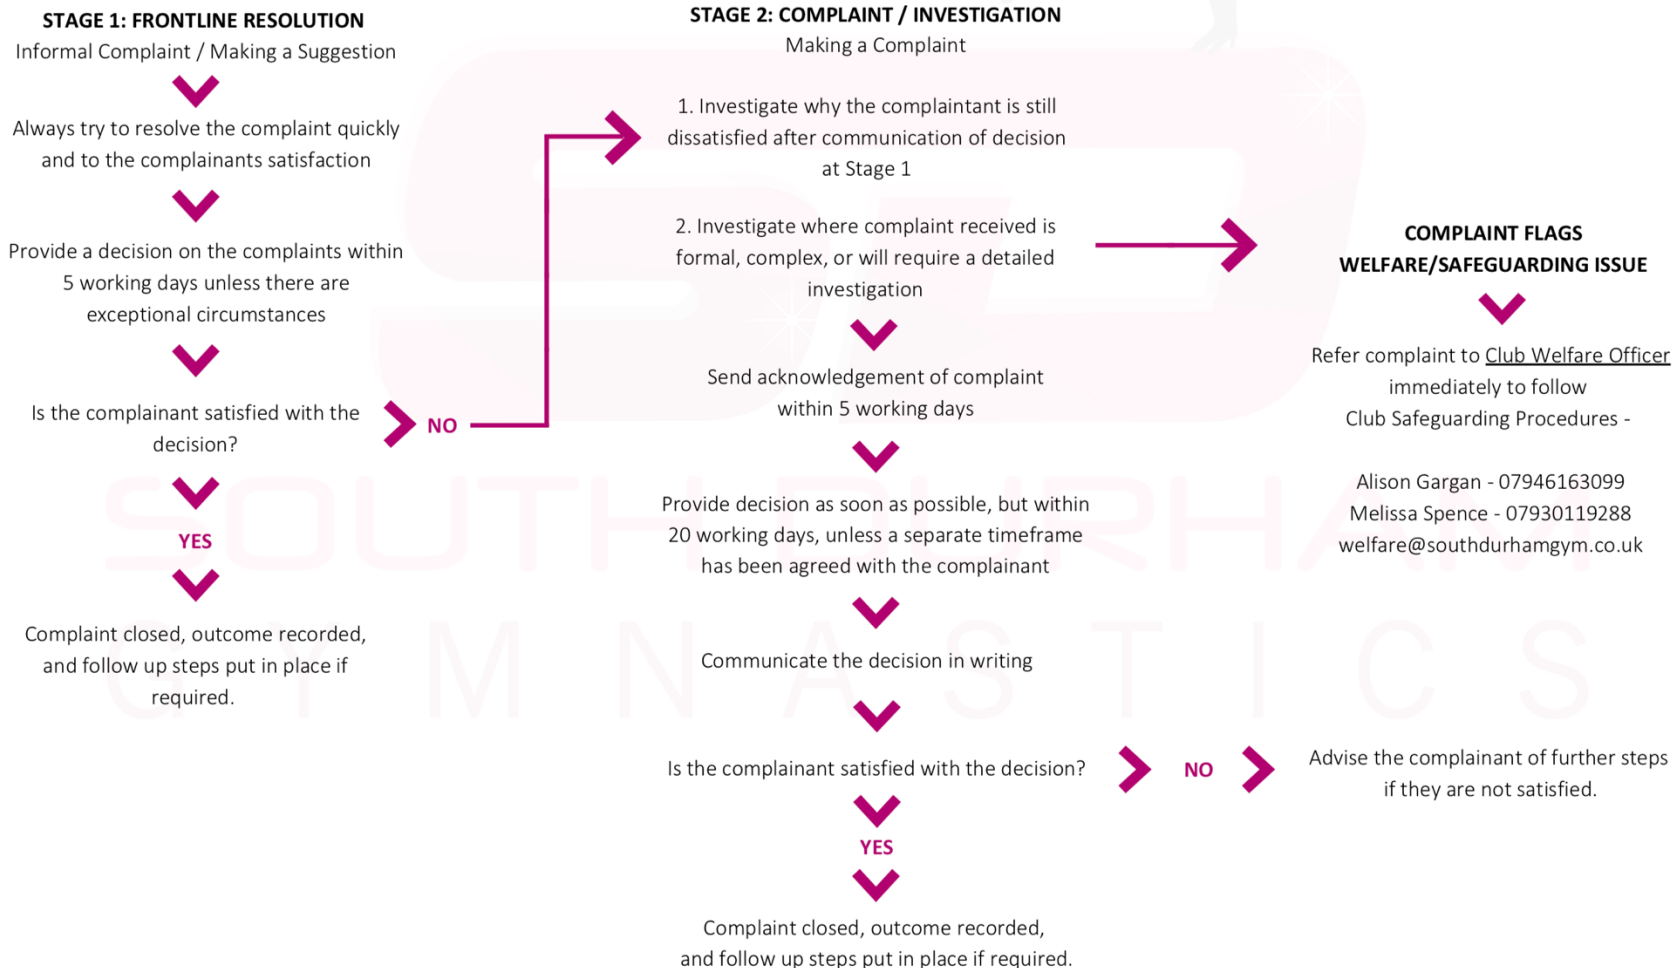 STAGE 1: FRONTLINE RESOLUTION
Informal Complaint / Making a Suggestion
Always try to resolve the complaint quickly
and to the complainants satisfaction
Provide a decision on the complaints within
5 working days unless there are
exceptional circumstances
Is the complainant satisfied with the
decision?
NO
YES
Complaint closed, outcome recorded,
and follow up steps put in place if
required.
STAGE 2: COMPLAINT / INVESTIGATION
Making a Complaint
1. Investigate why the complaintant is still
dissatisfied after communication of decision
at Stage 1
2. Investigate where complaint received is
formal, complex, or will require a detailed
investigation
Send acknowledgement of complaint
within 5 working days
Provide decision as soon as possible, but within
20 working days, unless a separate timeframe
has been agreed with the complainant
Communicate the decision in writing
Is the complainant satisfied with the decision?
NO
Advise the complainant of further steps
if they are not satisfied.
YES
Complaint closed, outcome recorded,
and follow up steps put in place if required.
COMPLAINT FLAGS
WELFARE/SAFEGUARDING ISSUE
Refer complaint to Club Welfare Officer
immediately to follow
Club Safeguarding Procedures -
Alison Gargan - 07946163099
Melissa Spence - 07930119288
welfare@southdurhamgym.co.uk
SD
SOUTH DURHAM
GYMNASTICS